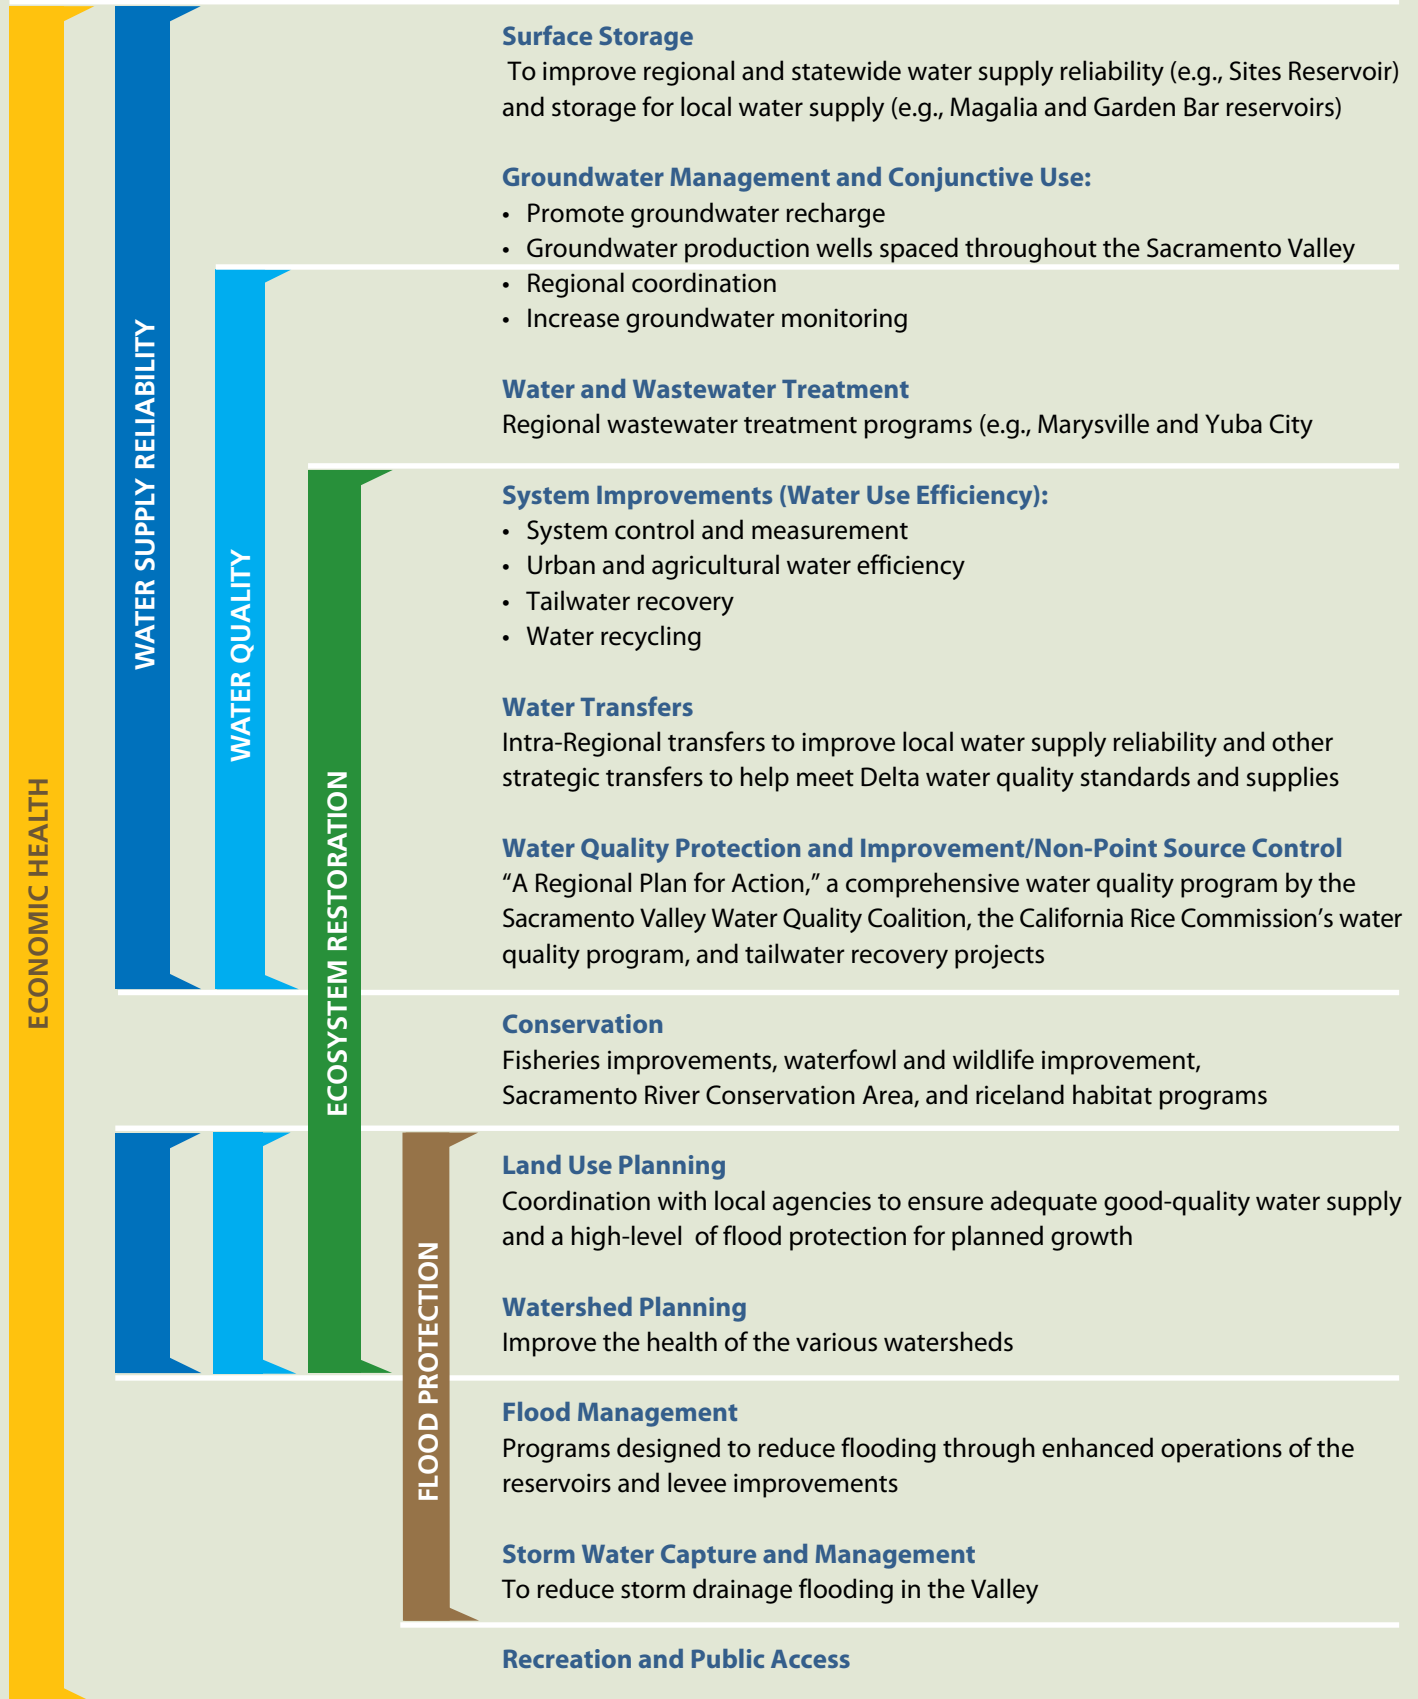 ECONOMIC HEALTH
WATER SUPPLY RELIABILITY
WATER QUALITY
ECOSYSTEM RESTORATION
FLOOD PROTECTION
Surface Storage
To improve regional and statewide water supply reliability (e.g., Sites Reservoir)
and storage for local water supply (e.g., Magalia and Garden Bar reservoirs)
Groundwater Management and Conjunctive Use:
• Promote groundwater recharge
• Groundwater production wells spaced throughout the Sacramento Valley
• Regional coordination
• Increase groundwater monitoring
Water and Wastewater Treatment
Regional wastewater treatment programs (e.g., Marysville and Yuba City
System Improvements (Water Use Efficiency):
• System control and measurement
• Urban and agricultural water efficiency
• Tailwater recovery
• Water recycling
Water Transfers
Intra-Regional transfers to improve local water supply reliability and other
strategic transfers to help meet Delta water quality standards and supplies
Water Quality Protection and Improvement/Non-Point Source Control
“A Regional Plan for Action,” a comprehensive water quality program by the
Sacramento Valley Water Quality Coalition, the California Rice Commission’s water
quality program, and tailwater recovery projects
Conservation
Fisheries improvements, waterfowl and wildlife improvement,
Sacramento River Conservation Area, and riceland habitat programs
Land Use Planning
Coordination with local agencies to ensure adequate good-quality water supply
and a high-level of flood protection for planned growth
Watershed Planning
Improve the health of the various watersheds
Flood Management
Programs designed to reduce flooding through enhanced operations of the
reservoirs and levee improvements
Storm Water Capture and Management
To reduce storm drainage flooding in the Valley
Recreation and Public Access